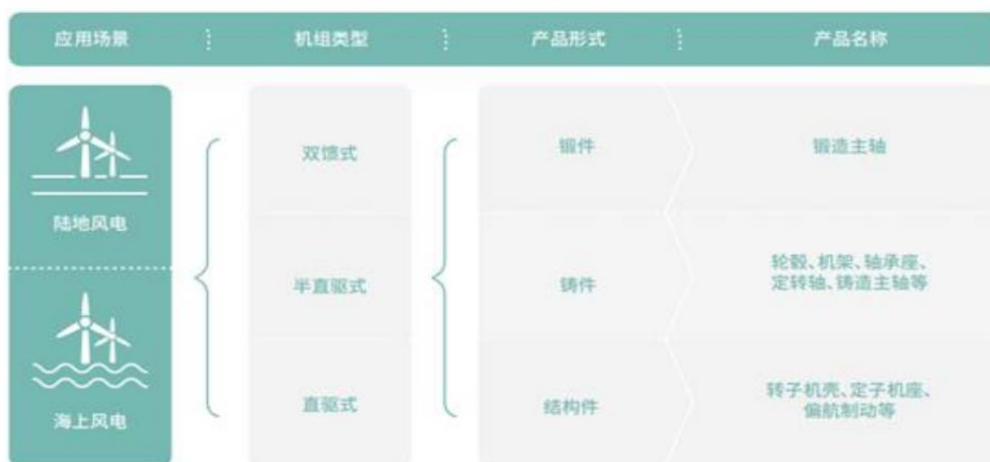 应用场景
机组类型
产品形式
产品名称
陆地风电
海上风电
双馈式
半直驱式
直驱式
锻件
锻造主轴
铸件
轮毂、机架、轴承座、
定转轴、铸造主轴等
结构件
转子机壳、定子机座、
偏航制动等